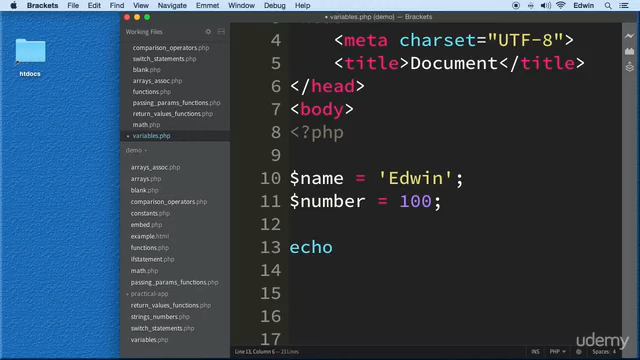 Brackets File Edit Find View Navigate Emmet Debug Help Edwin
• variables.php (demo) — Brackets
htdocs
Working Files
comparison_operators.php
switch_statements.php
blank.php
arrays_assoc.php
functions.php
passing_params_functions.php
return_values_functions.php
math.php
• variables.php
demo
arrays_assoc.php
arrays.php
blank.php
comparison_operators.php
constants.php
embed.php
example.html
functions.php
ifstatement.php
math.php
passing_params_functions.php
practical-app
return_values_functions.php
strings_numbers.php
switch_statements.php
variables.php
4 <meta charset="UTF-8">
5 <title>Document</title>
6 </head>
7 <body>
8 <?php
9
10 $name = 'Edwin';
11 $number = 100;
12
13 echo
14
15
16
17
Line 13, Column 6 — 23 Lines
INS PHP Spaces: 4
udemy